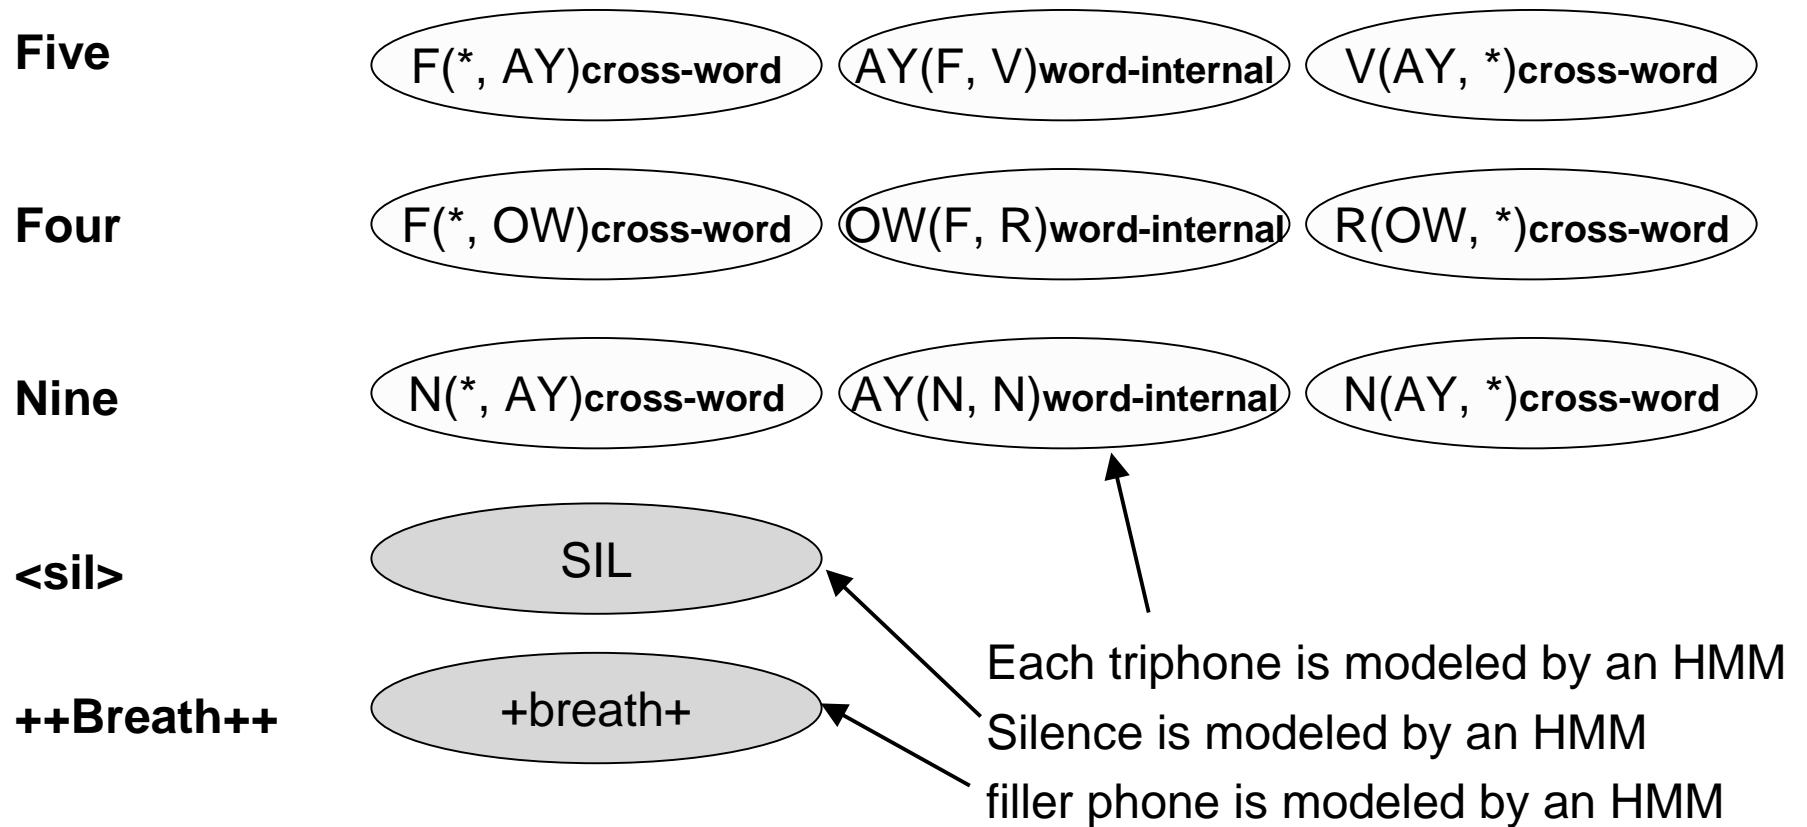 Five F(*, AY)cross-word AY(F, V)word-internal V(AY, *)cross-word
Four F(*, OW)cross-word OW(F, R)word-internal R(OW, *)cross-word
Nine N(*, AY)cross-word AY(N, N)word-internal N(AY, *)cross-word
<sil> SIL
++Breath++ +breath+
Each triphone is modeled by an HMM
Silence is modeled by an HMM
filler phone is modeled by an HMM